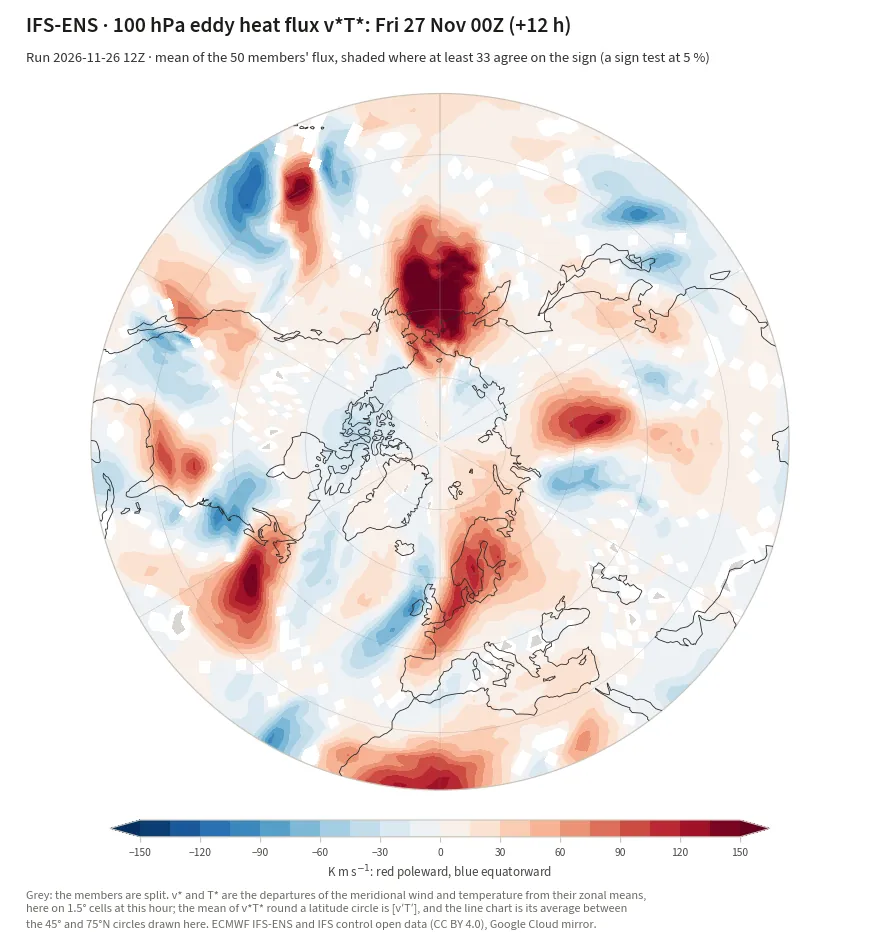 IFS-ENS · 100 hPa eddy heat flux v*T*: Fri 27 Nov 00Z (+12 h)
Run 2026-11-26 12Z · mean of the 50 members' flux, shaded where at least 33 agree on the sign (a sign test at 5 %)
−150 −120 −90 −60 −30 0 30 60 90 120 150
K m s⁻¹: red poleward, blue equatorward
Grey: the members are split. v* and T* are the departures of the meridional wind and temperature from their zonal means,
here on 1.5° cells at this hour; the mean of v*T* round a latitude circle is [v'T'], and the line chart is its average between
the 45° and 75°N circles drawn here. ECMWF IFS-ENS and IFS control open data (CC BY 4.0), Google Cloud mirror.